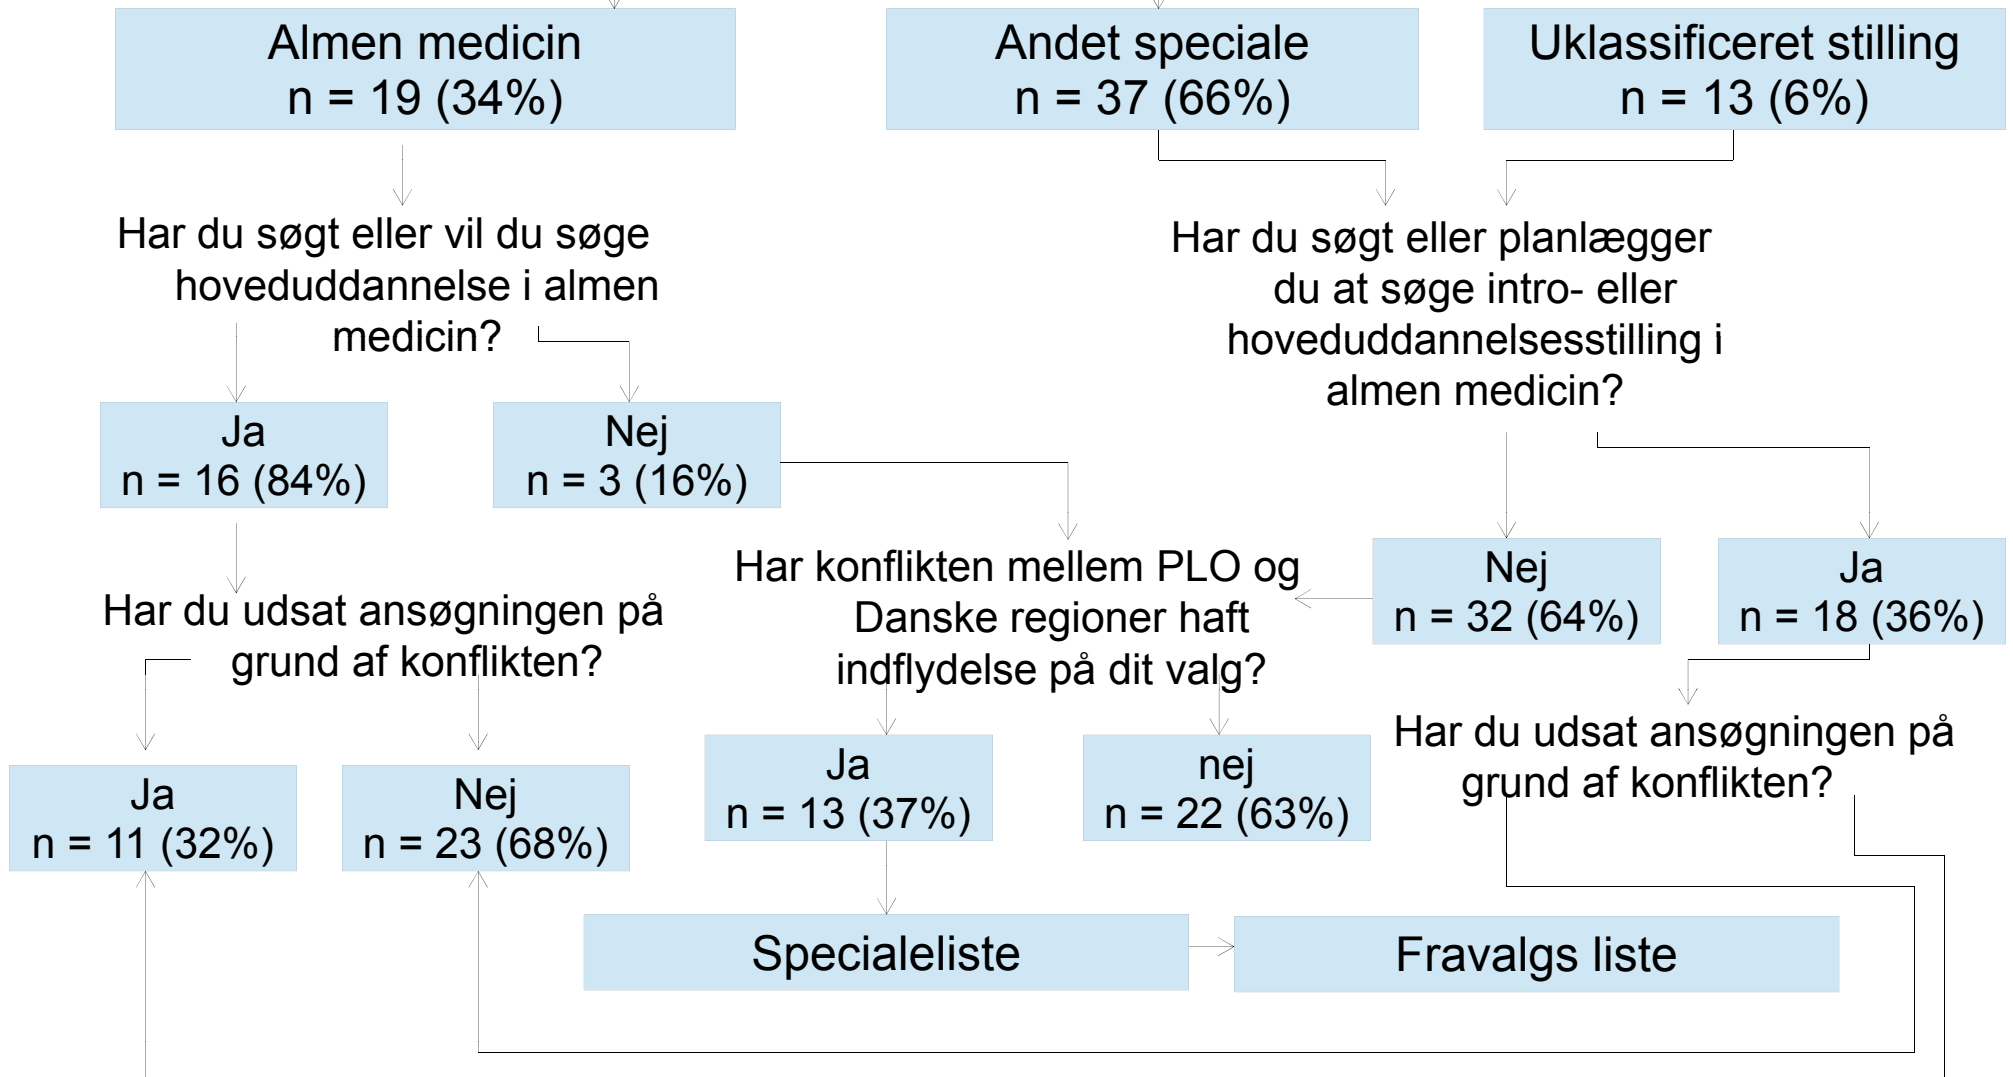 Almen medicin
n = 19 (34%)
Andet speciale
n = 37 (66%)
Uklassificeret stilling
n = 13 (6%)
Har du søgt eller vil du søge
hoveduddannelse i almen
medicin?
Har du søgt eller planlægger
du at søge intro- eller
hoveduddannelsesstilling i
almen medicin?
Ja
n = 16 (84%)
Nej
n = 3 (16%)
Har konflikten mellem PLO og
Danske regioner haft
indflydelse på dit valg?
Nej
n = 32 (64%)
Ja
n = 18 (36%)
Har du udsat ansøgningen på
grund af konflikten?
Har du udsat ansøgningen på
grund af konflikten?
Ja
n = 11 (32%)
Nej
n = 23 (68%)
Ja
n = 13 (37%)
nej
n = 22 (63%)
Specialeliste
Fravalgs liste